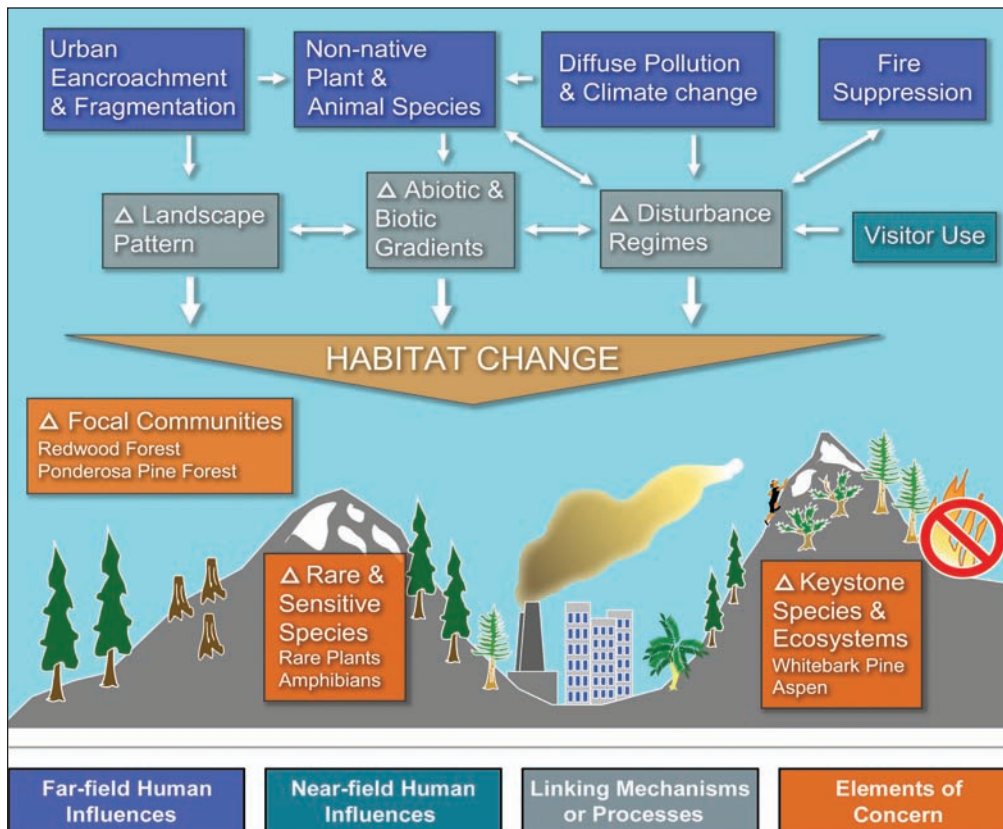 Urban
Eancroachment
& Fragmentation
Non-native
Plant &
Animal Species
Diffuse Pollution
& Climate change
Fire
Suppression
△ Landscape
Pattern
△ Abiotic &
Biotic
Gradients
△ Disturbance
Regimes
Visitor Use
HABITAT CHANGE
△ Focal Communities
Redwood Forest
Ponderosa Pine Forest
△ Rare &
Sensitive
Species
Rare Plants
Amphibians
△ Keystone
Species &
Ecosystems
Whitebark Pine
Aspen
Far-field Human
Influences
Near-field Human
Influences
Linking Mechanisms
or Processes
Elements of
Concern